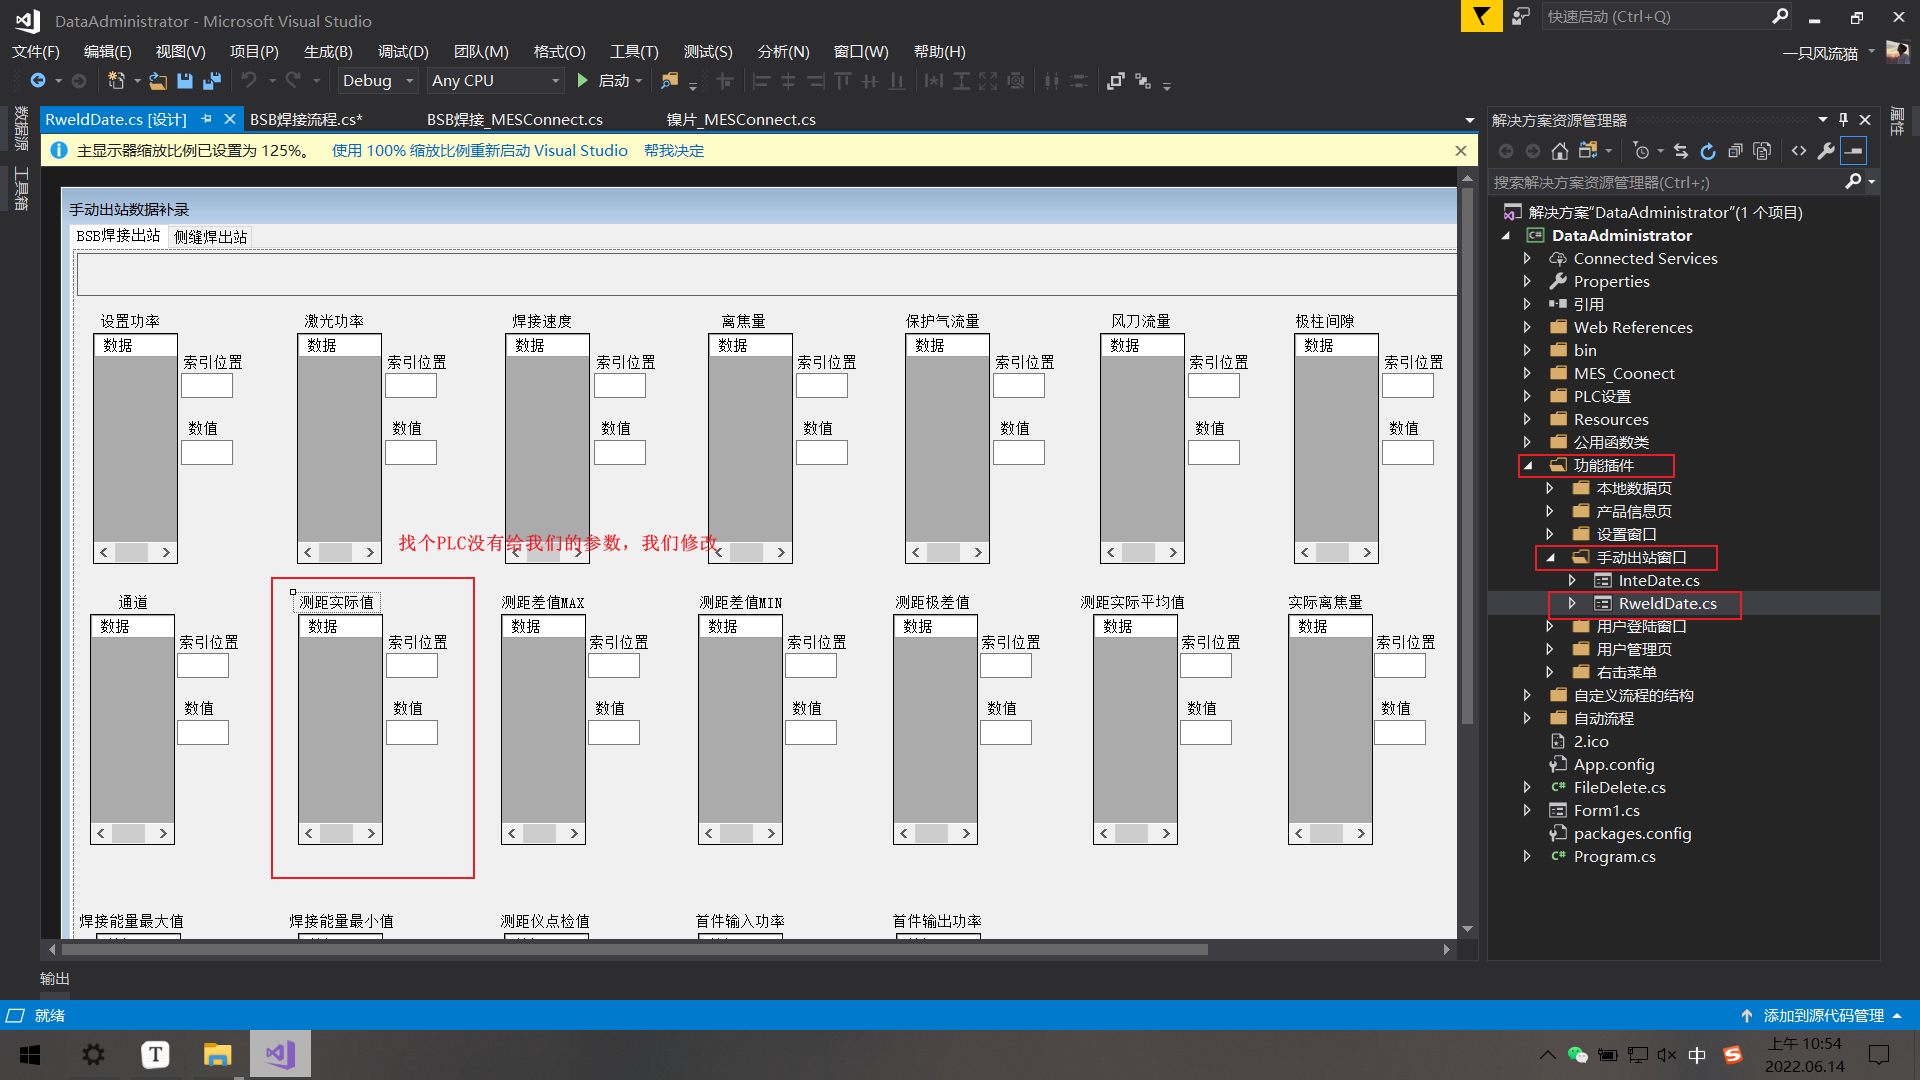 DataAdministrator - Microsoft Visual Studio
快速启动 (Ctrl+Q)
文件(F) 编辑(E) 视图(V) 项目(P) 生成(B) 调试(D) 团队(M) 格式(O) 工具(T) 测试(S) 分析(N) 窗口(W) 帮助(H)
一只风流猫
Debug Any CPU 启动
数据源
工具箱
RweldDate.cs [设计] BSB焊接流程.cs* BSB焊接_MESConnect.cs 镍片_MESConnect.cs
主显示器缩放比例已设置为 125%。 使用 100% 缩放比例重新启动 Visual Studio 帮我决定
手动出站数据补录
BSB焊接出站 侧缝焊出站
设置功率 激光功率 焊接速度 离焦量 保护气流量 风刀流量 极柱间隙
数据 数据 数据 数据 数据 数据 数据
索引位置 索引位置 索引位置 索引位置 索引位置 索引位置 索引位置
数值 数值 数值 数值 数值 数值 数值
找个PLC没有给我们的参数，我们修改
通道 测距实际值 测距差值MAX 测距差值MIN 测距极差值 测距实际平均值 实际离焦量
数据 数据 数据 数据 数据 数据 数据
索引位置 索引位置 索引位置 索引位置 索引位置 索引位置 索引位置
数值 数值 数值 数值 数值 数值 数值
焊接能量最大值 焊接能量最小值 测距仪点检值 首件输入功率 首件输出功率
解决方案资源管理器
属性
搜索解决方案资源管理器(Ctrl+;)
解决方案“DataAdministrator”(1 个项目)
DataAdministrator
Connected Services
Properties
引用
Web References
bin
MES_Coonect
PLC设置
Resources
公用函数类
功能插件
本地数据页
产品信息页
设置窗口
手动出站窗口
InteDate.cs
RweldDate.cs
用户登陆窗口
用户管理页
右击菜单
自定义流程的结构
自动流程
2.ico
App.config
FileDelete.cs
Form1.cs
packages.config
Program.cs
输出
就绪
添加到源代码管理
T
中
上午 10:54
2022.06.14